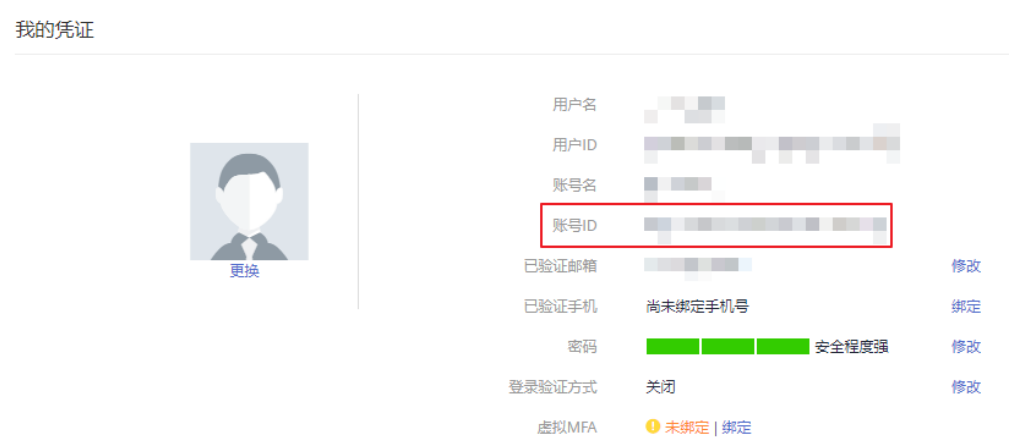 我的凭证
更换
用户名
用户ID
账号名
账号ID
已验证邮箱 修改
已验证手机 尚未绑定手机号 绑定
密码 安全程度强 修改
登录验证方式 关闭 修改
虚拟MFA 未绑定 | 绑定